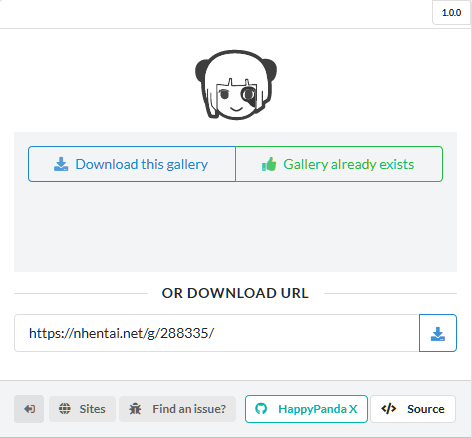 1.0.0
Download this gallery
Gallery already exists
OR DOWNLOAD URL
https://nhentai.net/g/288335/
Sites
Find an issue?
HappyPanda X
Source